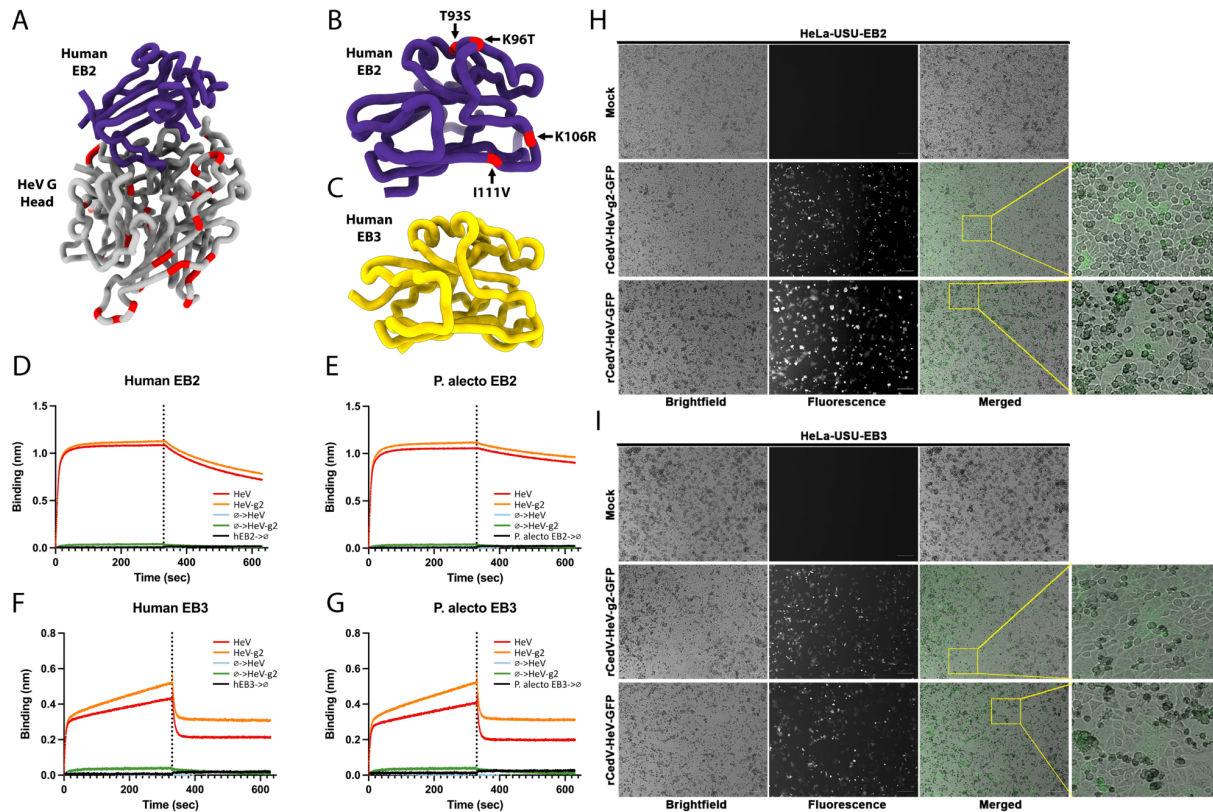 A
Human
EB2
HeV G
Head
B
Human
EB2
T93S
K96T
K106R
I111V
C
Human
EB3
D
Human EB2
Binding (nm)
1.5
1.0
0.5
0.0
0
200
400
600
Time (sec)
HeV
HeV-g2
ø->HeV
ø->HeV-g2
hEB2->ø
E
P. alecto EB2
Binding (nm)
1.5
1.0
0.5
0.0
0
200
400
600
Time (sec)
HeV
HeV-g2
ø->HeV
ø->HeV-g2
P. alecto EB2->ø
F
Human EB3
Binding (nm)
0.8
0.6
0.4
0.2
0.0
0
200
400
600
Time (sec)
HeV
HeV-g2
ø->HeV
ø->HeV-g2
hEB3->ø
G
P. alecto EB3
Binding (nm)
0.8
0.6
0.4
0.2
0.0
0
200
400
600
Time (sec)
HeV
HeV-g2
ø->HeV
ø->HeV-g2
P. alecto EB3->ø
H
HeLa-USU-EB2
Mock
rCedV-HeV-g2-GFP
rCedV-HeV-GFP
Brightfield
Fluorescence
Merged
I
HeLa-USU-EB3
Mock
rCedV-HeV-g2-GFP
rCedV-HeV-GFP
Brightfield
Fluorescence
Merged